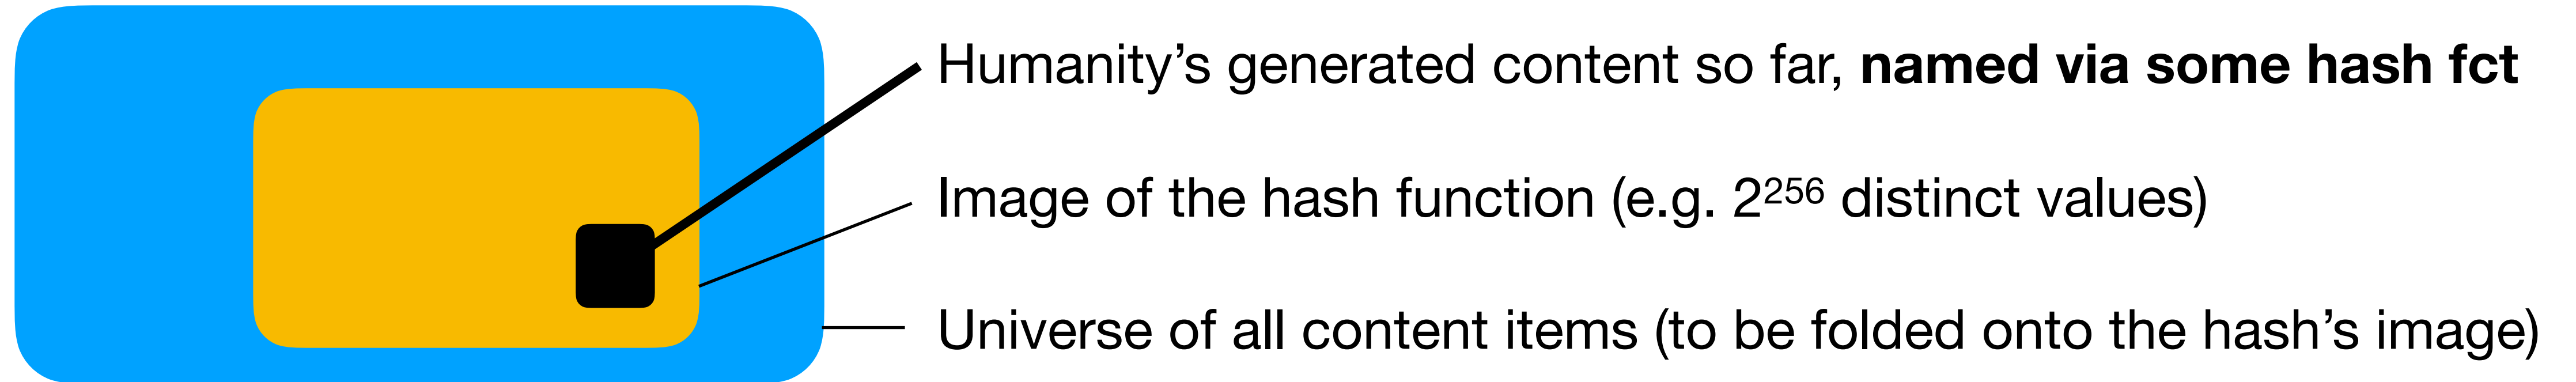 Humanity’s generated content so far, named via some hash fct
Image of the hash function (e.g. 2²⁵⁶ distinct values)
Universe of all content items (to be folded onto the hash’s image)